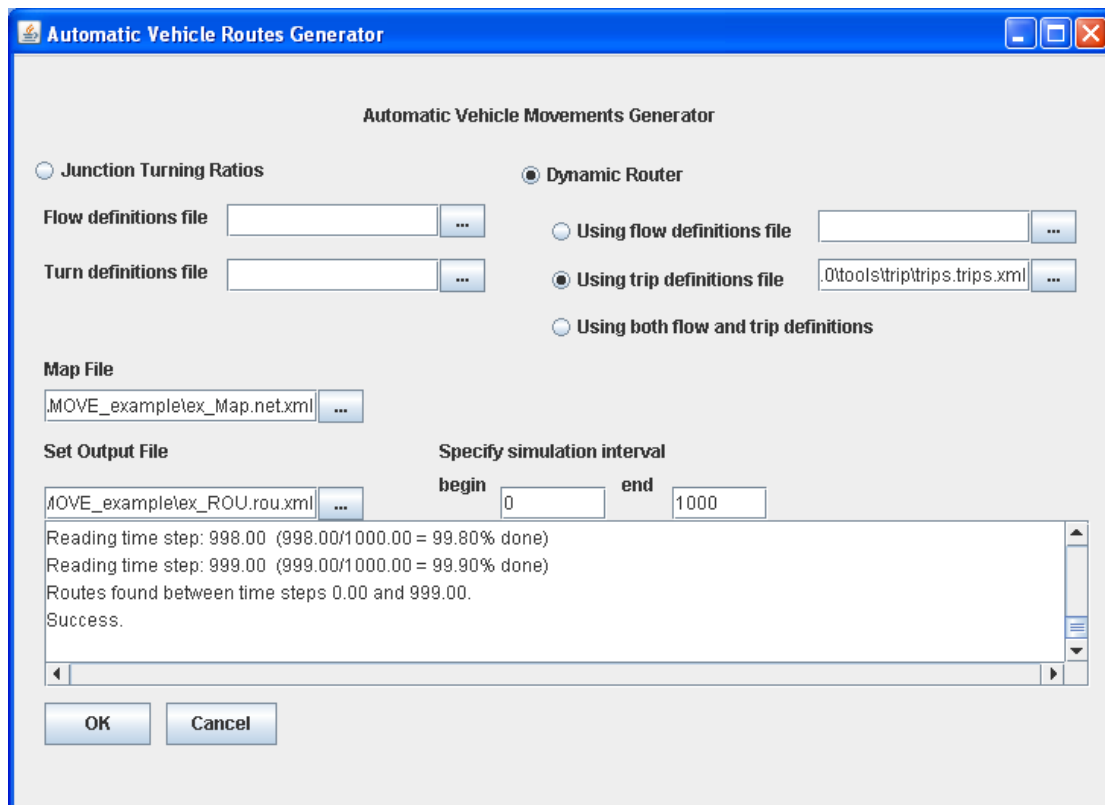 Automatic Vehicle Routes Generator
Automatic Vehicle Movements Generator
Junction Turning Ratios
Dynamic Router
Flow definitions file ...
Using flow definitions file ...
Turn definitions file ...
Using trip definitions file .0\tools\trip\trips.trips.xml ...
Using both flow and trip definitions
Map File
.MOVE_example\ex_Map.net.xml ...
Set Output File
Specify simulation interval
MOVE_example\ex_ROU.rou.xml ...
begin 0 end 1000
Reading time step: 998.00 (998.00/1000.00 = 99.80% done)
Reading time step: 999.00 (999.00/1000.00 = 99.90% done)
Routes found between time steps 0.00 and 999.00.
Success.
OK Cancel